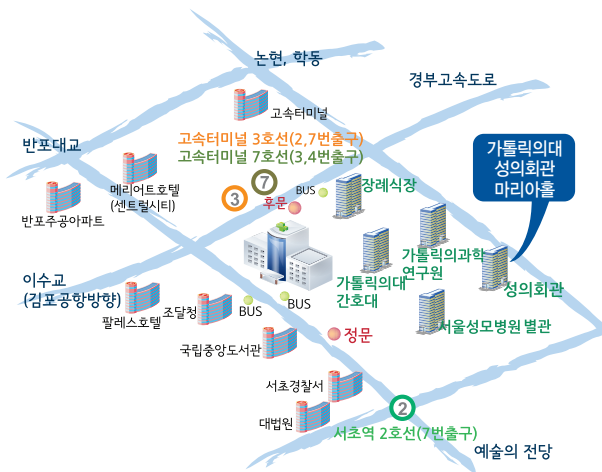 논현, 학동
경부고속도로
고속터미널
고속터미널 3호선(2,7번출구)
고속터미널 7호선(3,4번출구)
반포대교
가톨릭의대
성의회관
마리아홀
메리어트호텔
(센트럴시티)
반포주공아파트
3
7
후문
BUS
장례식장
가톨릭의과학
연구원
가톨릭의대
간호대
성의회관
이수교
(김포공항방향)
팔레스호텔
조달청
BUS
BUS
서울성모병원 별관
정문
국립중앙도서관
서초경찰서
대법원
2
서초역 2호선(7번출구)
예술의 전당